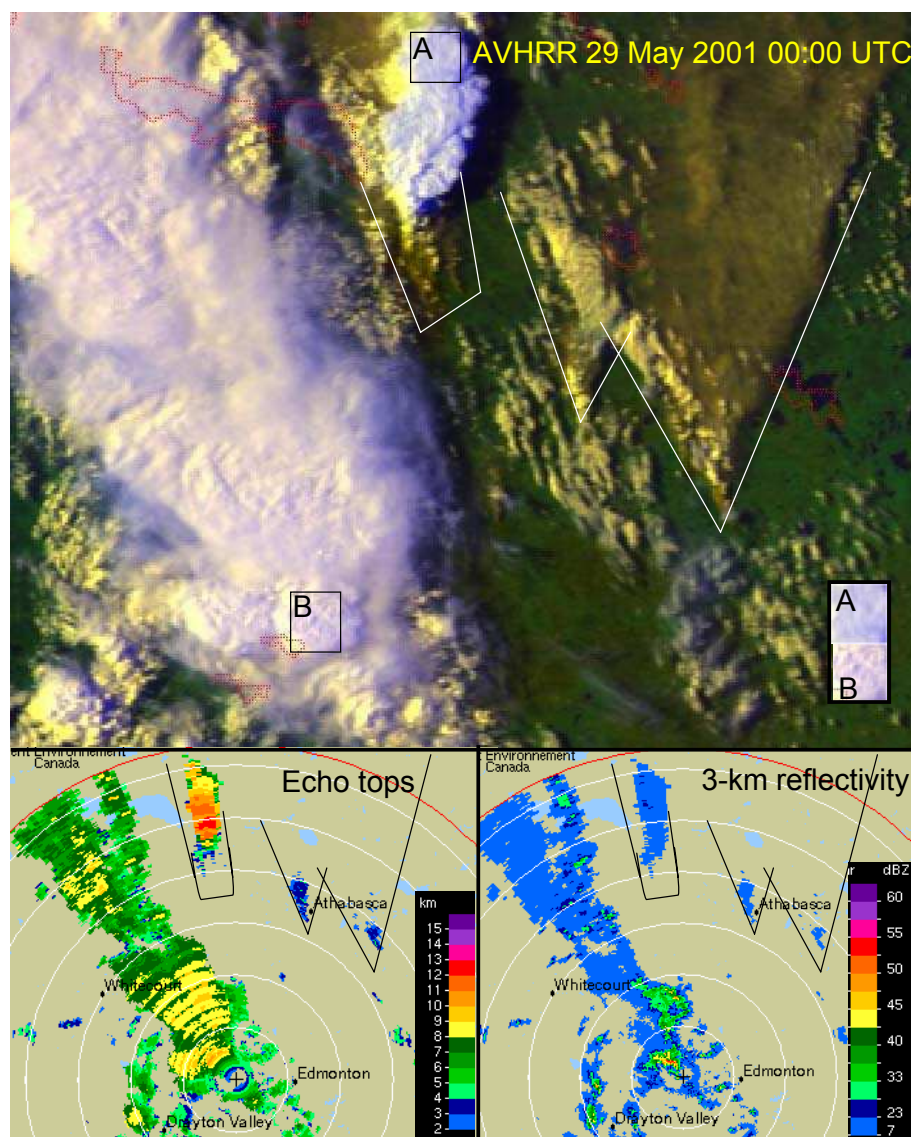 A
AVHRR 29 May 2001 00:00 UTC
B
A
B
Environnement
Canada
Echo tops
Whitecourt
Athabasca
Edmonton
Drayton Valley
km
15
14
13
12
11
10
9
8
7
6
5
4
3
2
Environnement
Canada
3-km reflectivity
Whitecourt
Athabasca
Edmonton
Drayton Valley
dBZ
60
55
50
45
40
33
23
7